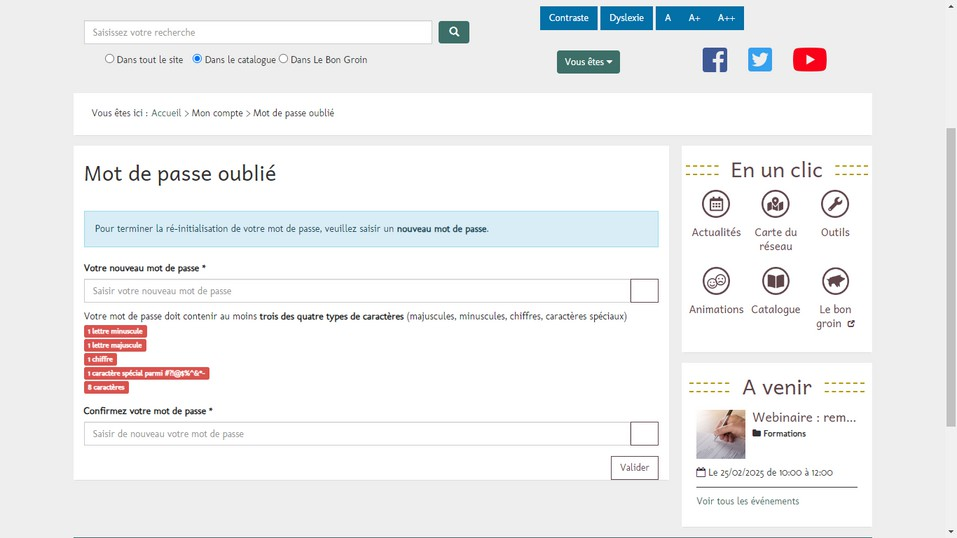 Contraste Dyslexie A A+ A++
Saisissez votre recherche
Dans tout le site Dans le catalogue Dans Le Bon Groin
Vous êtes
Vous êtes ici : Accueil > Mon compte > Mot de passe oublié
Mot de passe oublié
Pour terminer la ré-initialisation de votre mot de passe, veuillez saisir un nouveau mot de passe.
Votre nouveau mot de passe *
Saisir votre nouveau mot de passe
Votre mot de passe doit contenir au moins trois des quatre types de caractères (majuscules, minuscules, chiffres, caractères spéciaux)
1 lettre minuscule
1 lettre majuscule
1 chiffre
1 caractère spécial parmi #?!@$%^&*-
8 caractères
Confirmez votre mot de passe *
Saisir de nouveau votre mot de passe
Valider
En un clic
Actualités
Carte du
réseau
Outils
Animations
Catalogue
Le bon
groin
A venir
Webinaire : rem...
Formations
Le 25/02/2025 de 10:00 à 12:00
Voir tous les événements